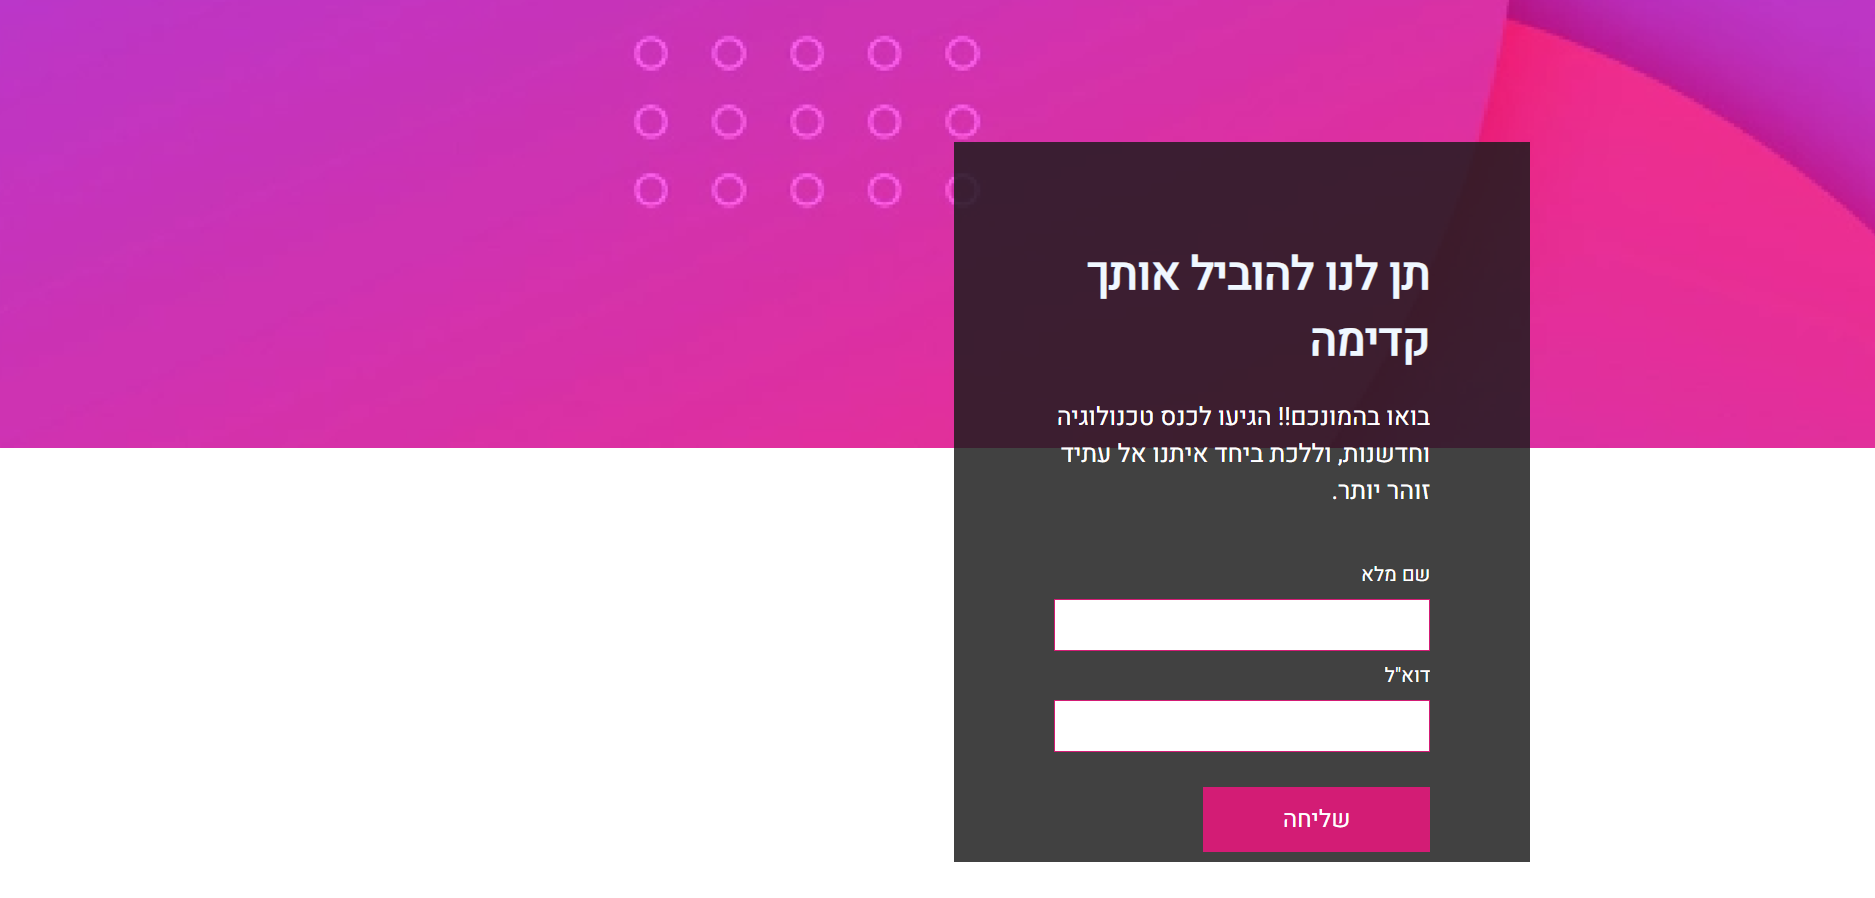 תן לנו להוביל אותך
קדימה
בואו בהמונכם!! הגיעו לכנס טכנולוגיה
וחדשנות, וללכת ביחד איתנו אל עתיד
זוהר יותר.
שם מלא
דוא"ל
שליחה